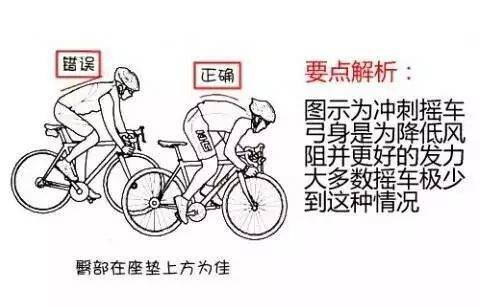 错误
正确
要点解析：
图示为冲刺摇车
弓身是为降低风
阻并更好的发力
大多数摇车极少
到这种情况
臀部在座垫上方为佳